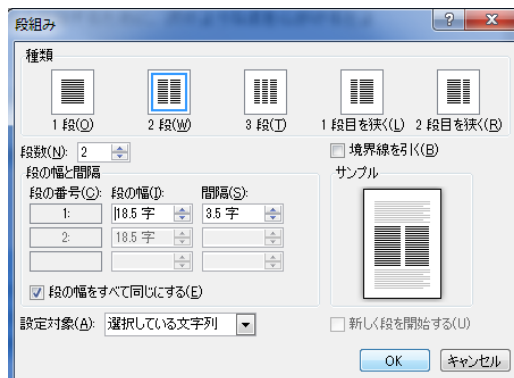 段組み
種類
1 段(O) 2 段(W) 3 段(T) 1 段目を狭く(L) 2 段目を狭く(R)
段数(N): 2
境界線を引く(B)
段の幅と間隔
サンプル
段の番号(C): 段の幅(I): 間隔(S):
1: 18.5 字 3.5 字
2: 18.5 字
段の幅をすべて同じにする(E)
設定対象(A): 選択している文字列
新しく段を開始する(U)
OK キャンセル